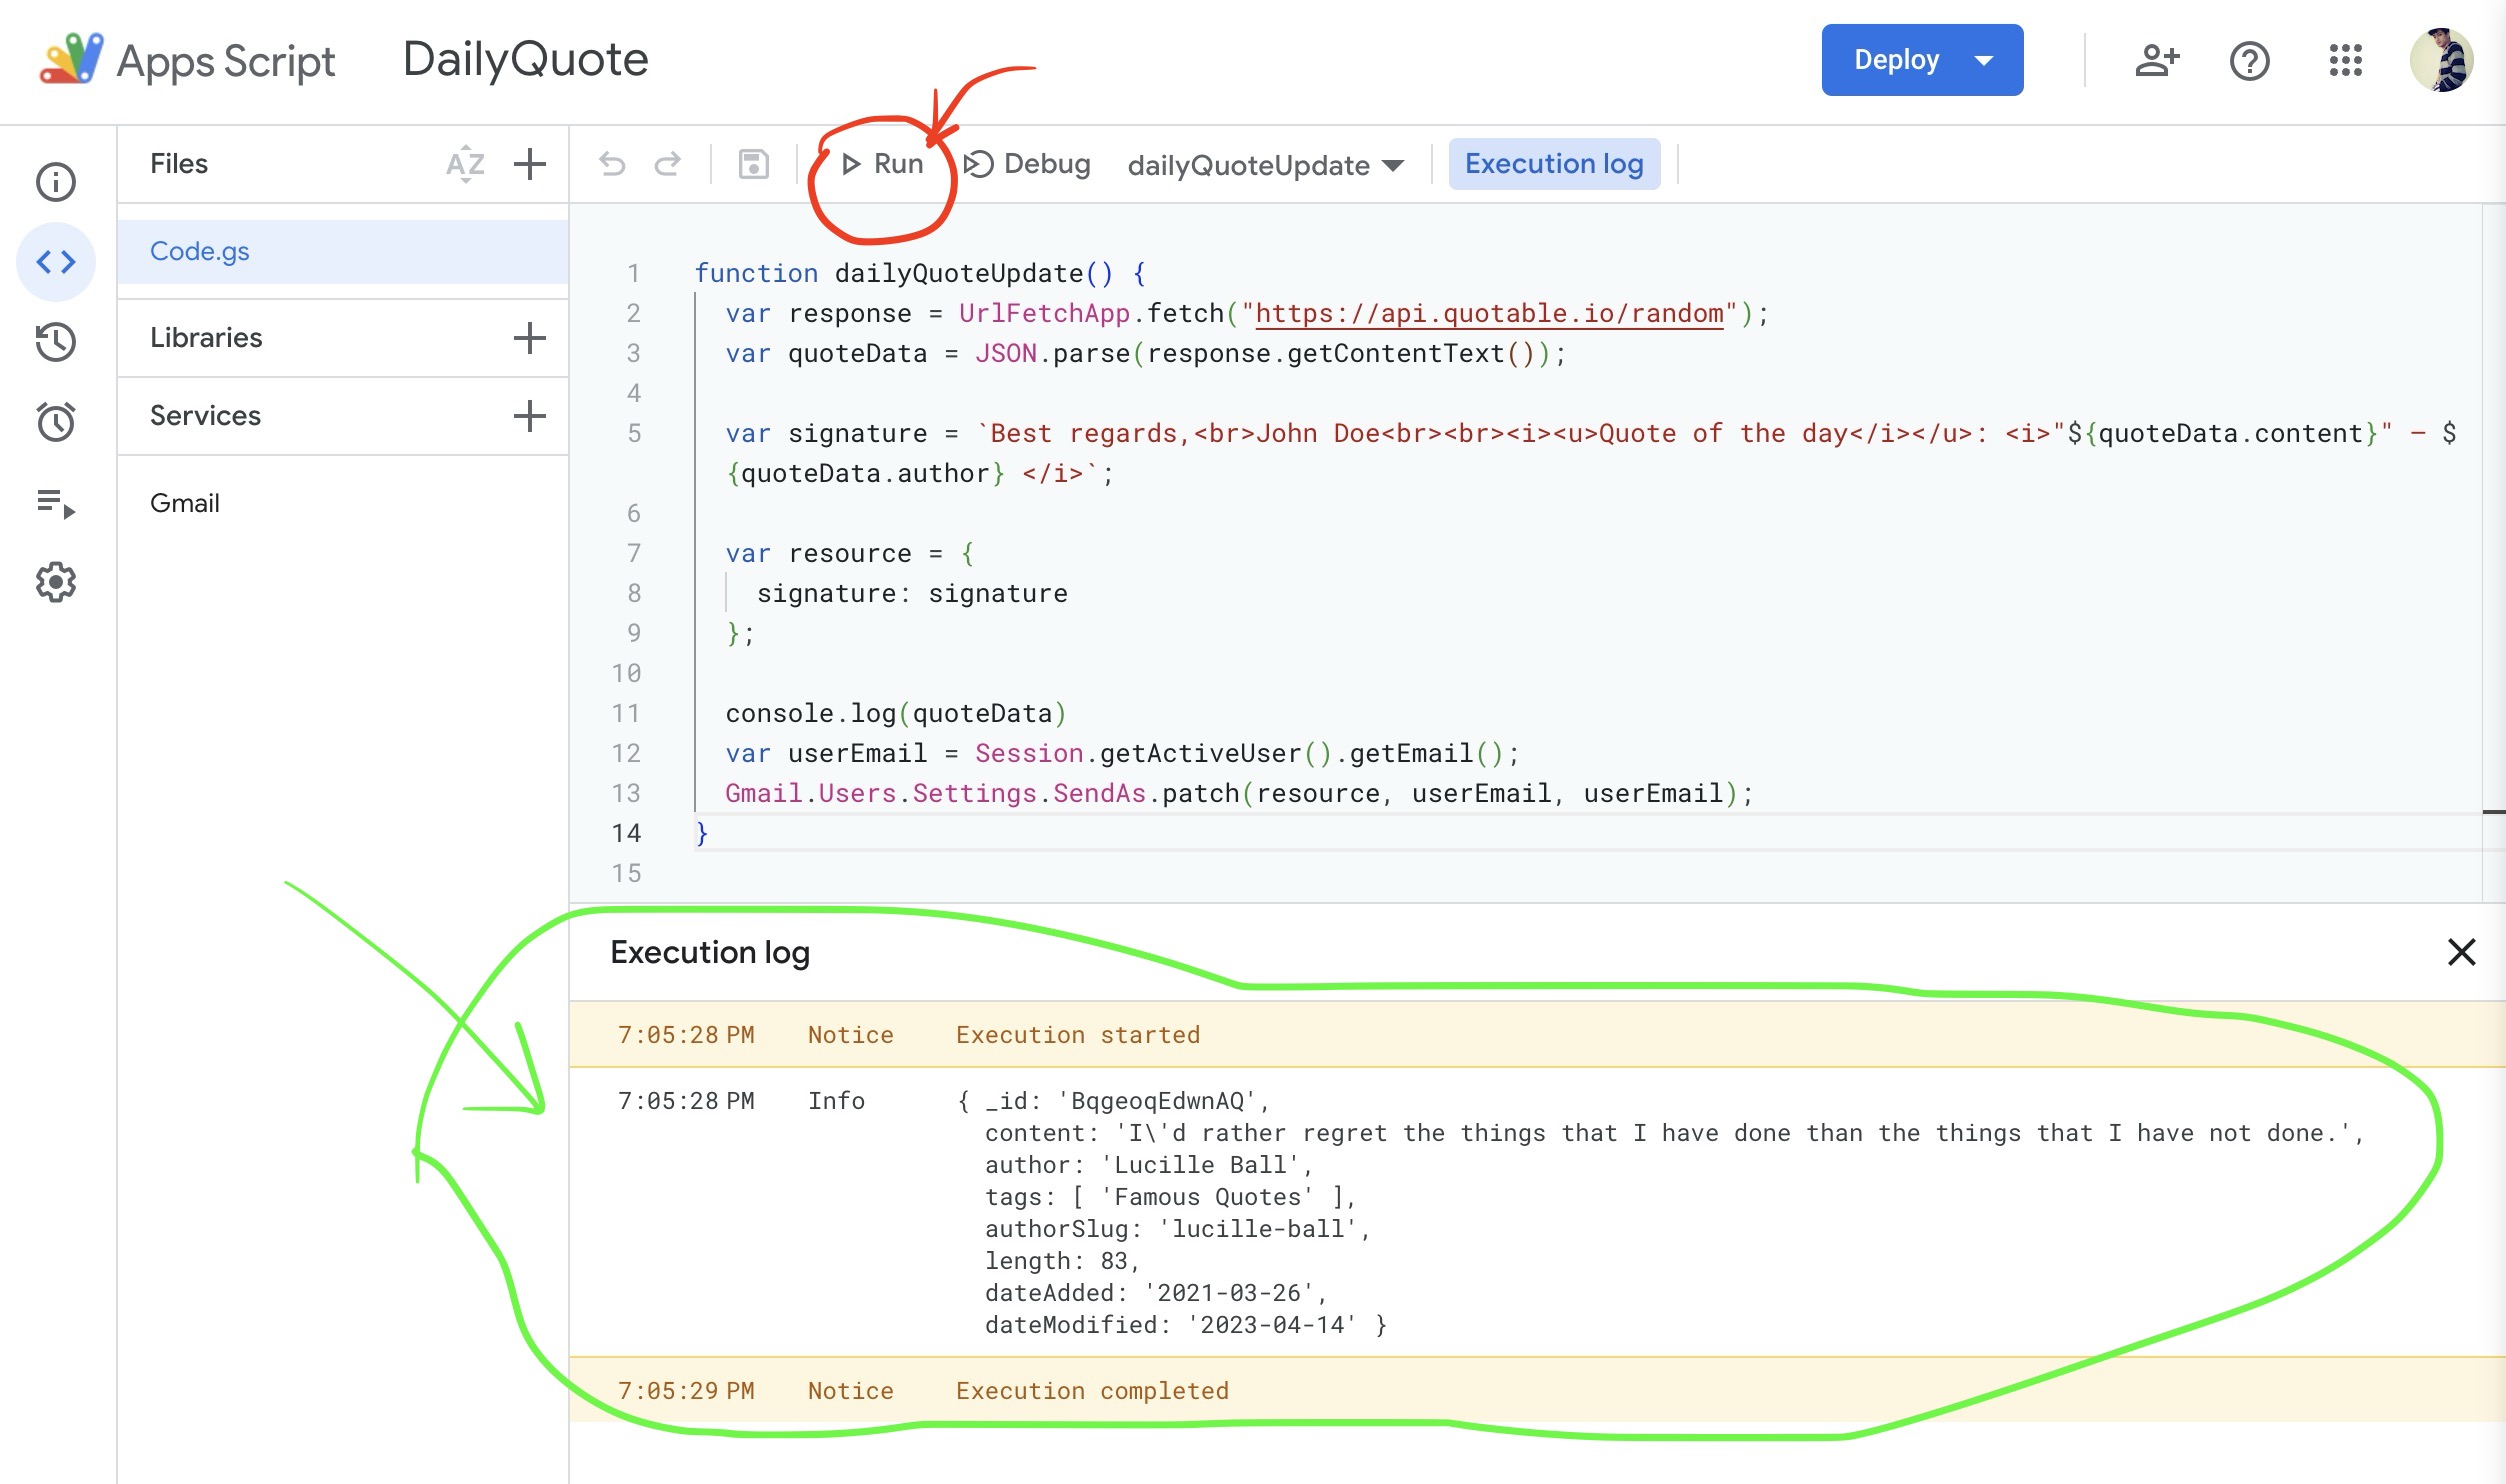 Apps Script DailyQuote Deploy
Files AZ Run Debug dailyQuoteUpdate Execution log
Code.gs
Libraries
Services
Gmail
1 function dailyQuoteUpdate() {
2 var response = UrlFetchApp.fetch("https://api.quotable.io/random");
3 var quoteData = JSON.parse(response.getContentText());
4
5 var signature = `Best regards,<br>John Doe<br><br><i><u>Quote of the day</i></u>: <i>"${quoteData.content}" – $
{quoteData.author} </i>`;
6
7 var resource = {
8 signature: signature
9 };
10
11 console.log(quoteData)
12 var userEmail = Session.getActiveUser().getEmail();
13 Gmail.Users.Settings.SendAs.patch(resource, userEmail, userEmail);
14 }
15
Execution log
7:05:28 PM Notice Execution started
7:05:28 PM Info { _id: 'BqgeoqEdwnAQ',
content: 'I\'d rather regret the things that I have done than the things that I have not done.',
author: 'Lucille Ball',
tags: [ 'Famous Quotes' ],
authorSlug: 'lucille-ball',
length: 83,
dateAdded: '2021-03-26',
dateModified: '2023-04-14' }
7:05:29 PM Notice Execution completed